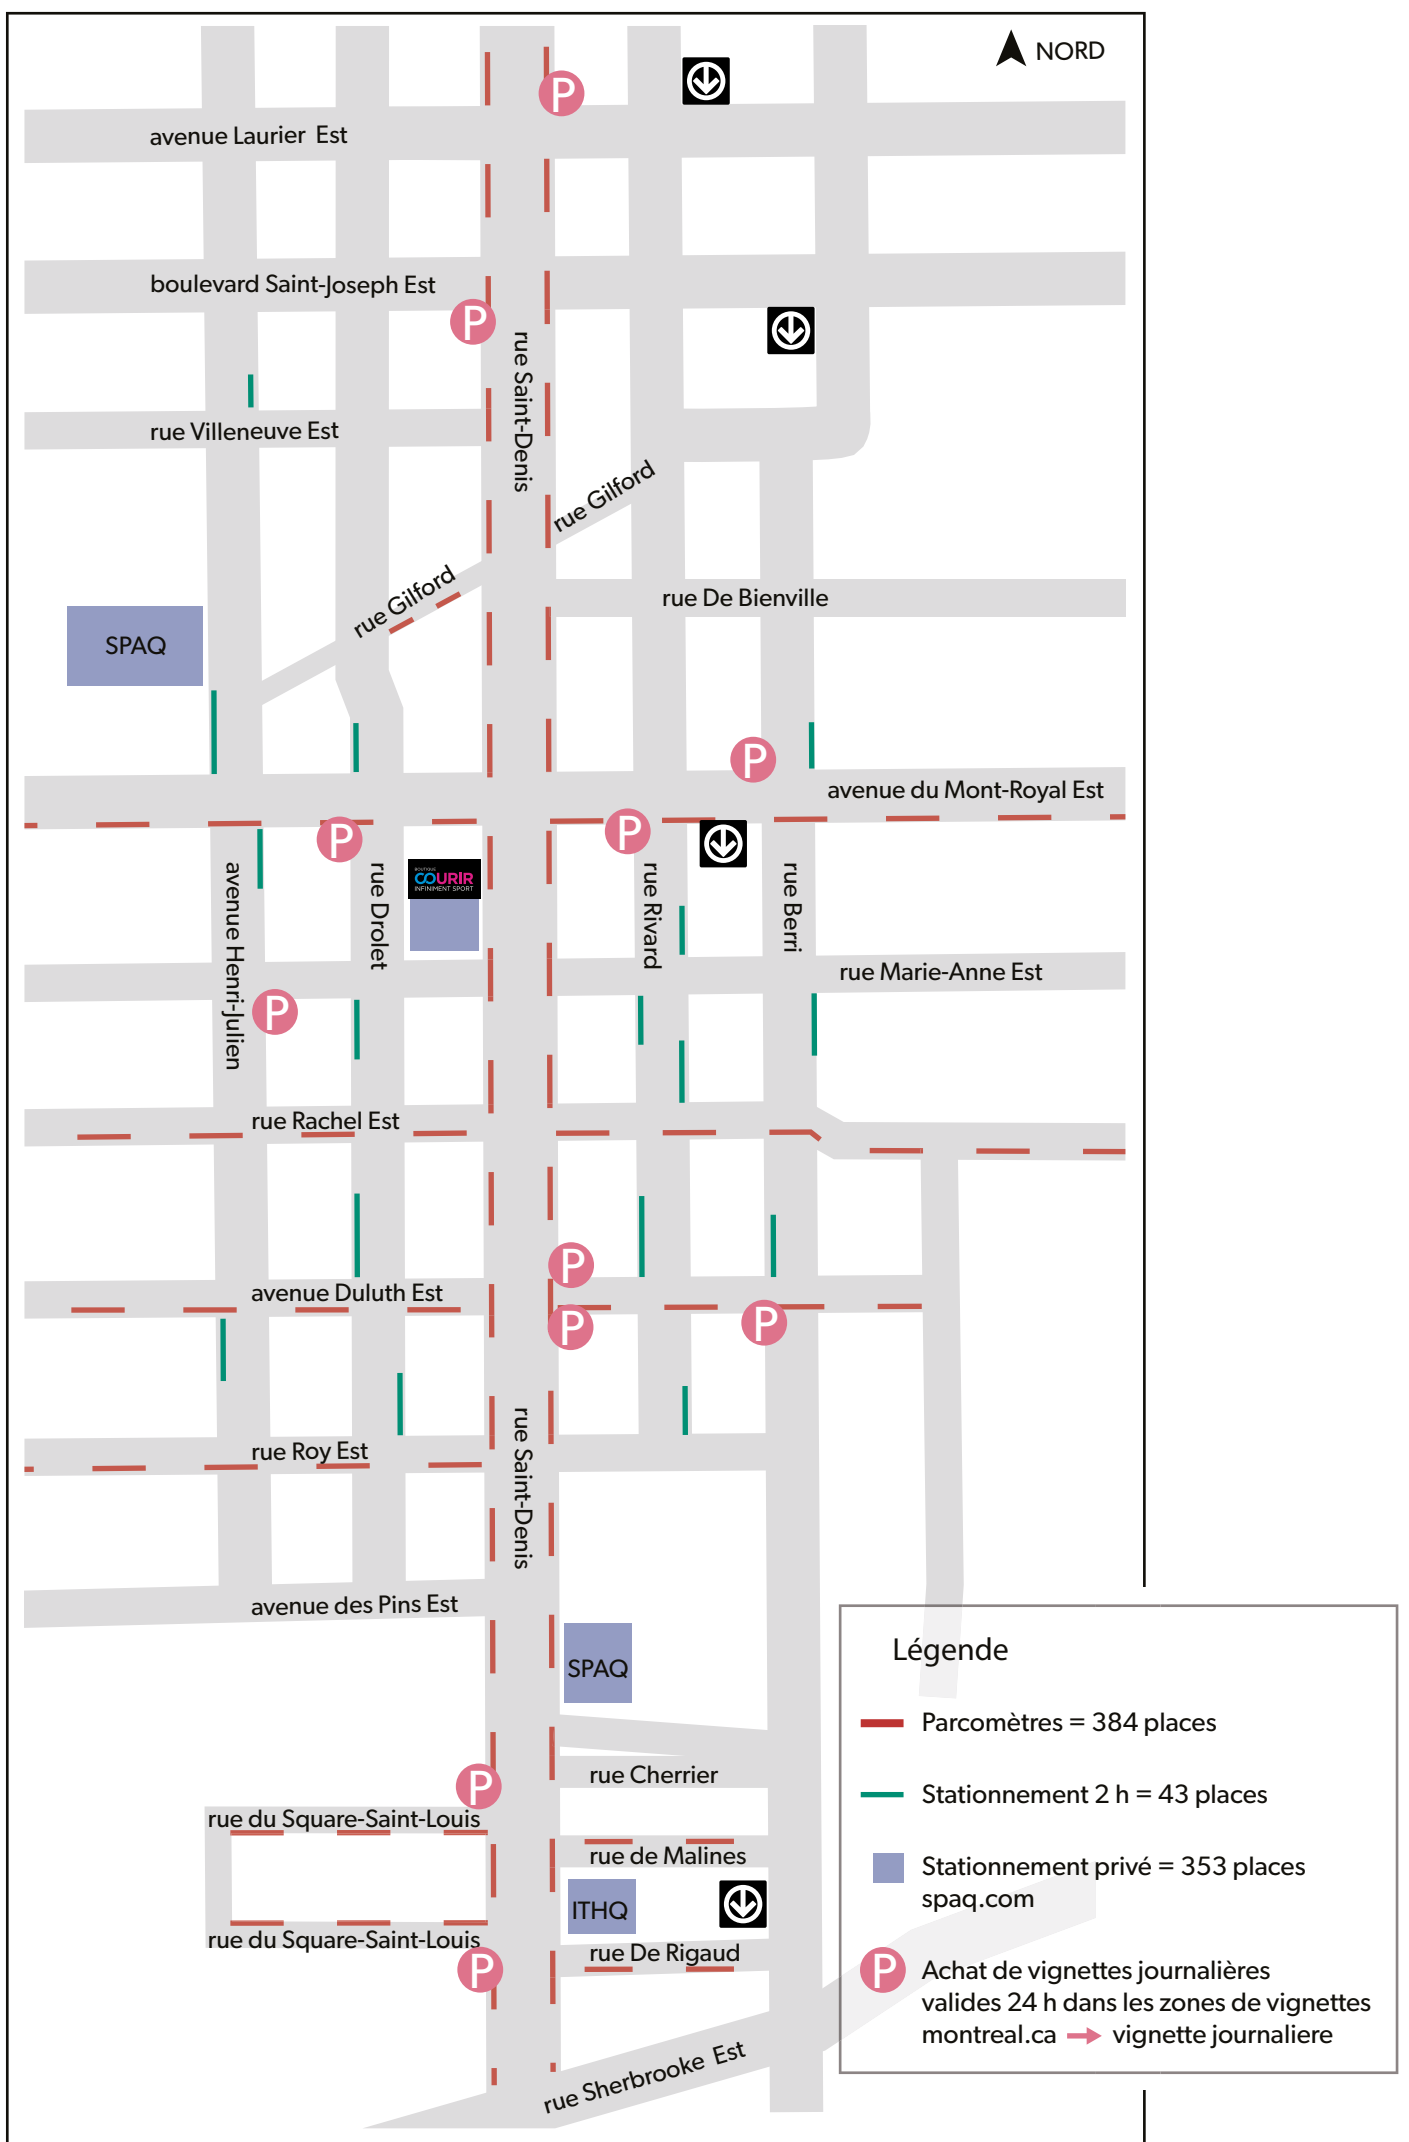 NORD
P
avenue Laurier Est
boulevard Saint-Joseph Est
P
rue Saint-Denis
rue Villeneuve Est
rue Gilford
rue Gilford
rue De Bienville
SPAQ
P
avenue du Mont-Royal Est
P
P
BOUTIQUE
COURIR
INFINIMENT SPORT
avenue Henri-Julien
rue Drolet
rue Rivard
rue Berri
rue Marie-Anne Est
P
rue Rachel Est
P
avenue Duluth Est
P
P
rue Saint-Denis
rue Roy Est
avenue des Pins Est
SPAQ
rue Cherrier
P
rue du Square-Saint-Louis
rue de Malines
ITHQ
rue du Square-Saint-Louis
rue De Rigaud
P
rue Sherbrooke Est
Légende
Parcomètres = 384 places
Stationnement 2 h = 43 places
Stationnement privé = 353 places
spaq.com
P
Achat de vignettes journalières
valides 24 h dans les zones de vignettes
montreal.ca → vignette journaliere